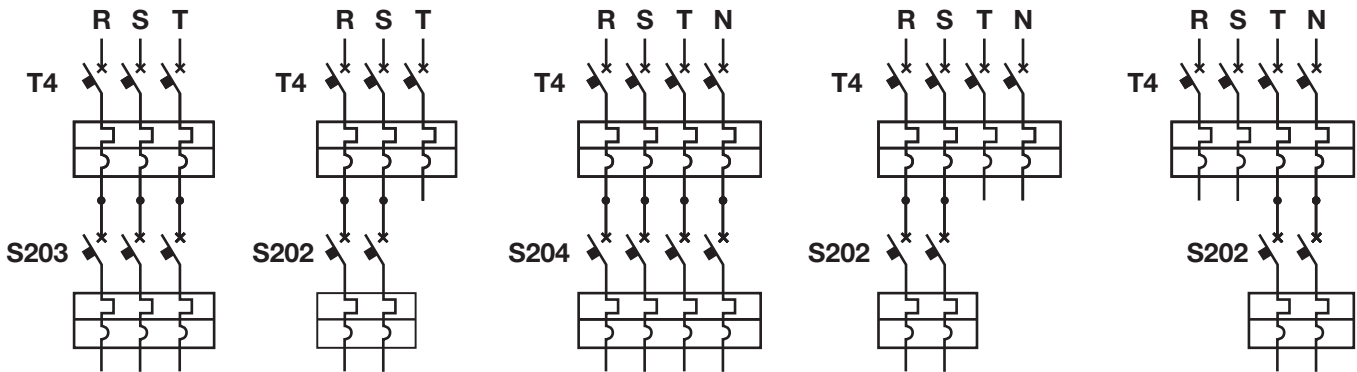 R S T R S T R S T N R S T N R S T N
T4 T4 T4 T4 T4
S203 S202 S204 S202 S202